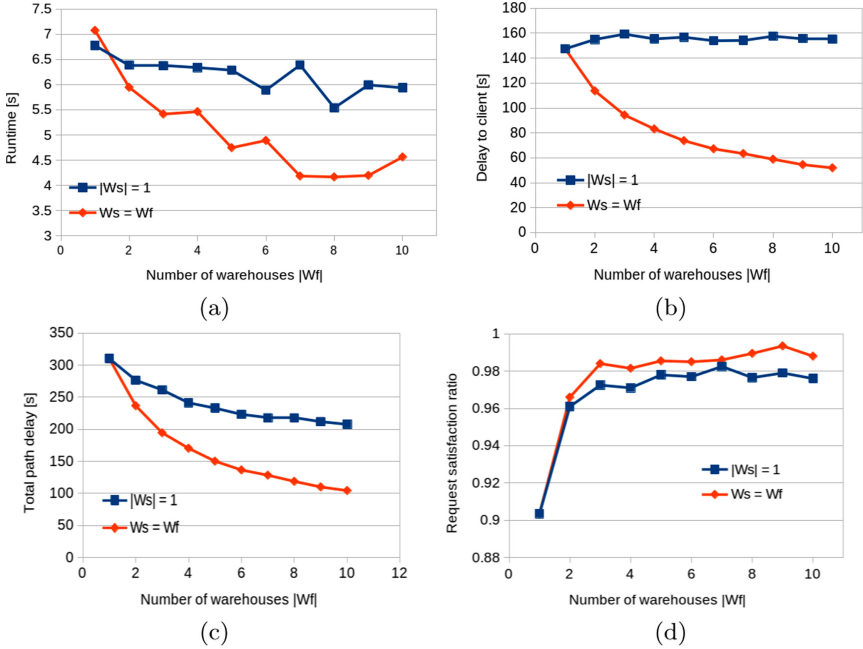 7.5
7
6.5
6
5.5
5
4.5
4
3.5
3
0 2 4 6 8 10
Runtime [s]
|Ws| = 1
Ws = Wf
Number of warehouses |Wf|
(a)
180
160
140
120
100
80
60
40
20
0
0 2 4 6 8 10
Delay to client [s]
|Ws| = 1
Ws = Wf
Number of warehouses |Wf|
(b)
350
300
250
200
150
100
50
0
0 2 4 6 8 10 12
Total path delay [s]
|Ws| = 1
Ws = Wf
Number of warehouses |Wf|
(c)
1
0.98
0.96
0.94
0.92
0.9
0.88
0 2 4 6 8 10
Request satisfaction ratio
|Ws| = 1
Ws = Wf
Number of warehouses |Wf|
(d)